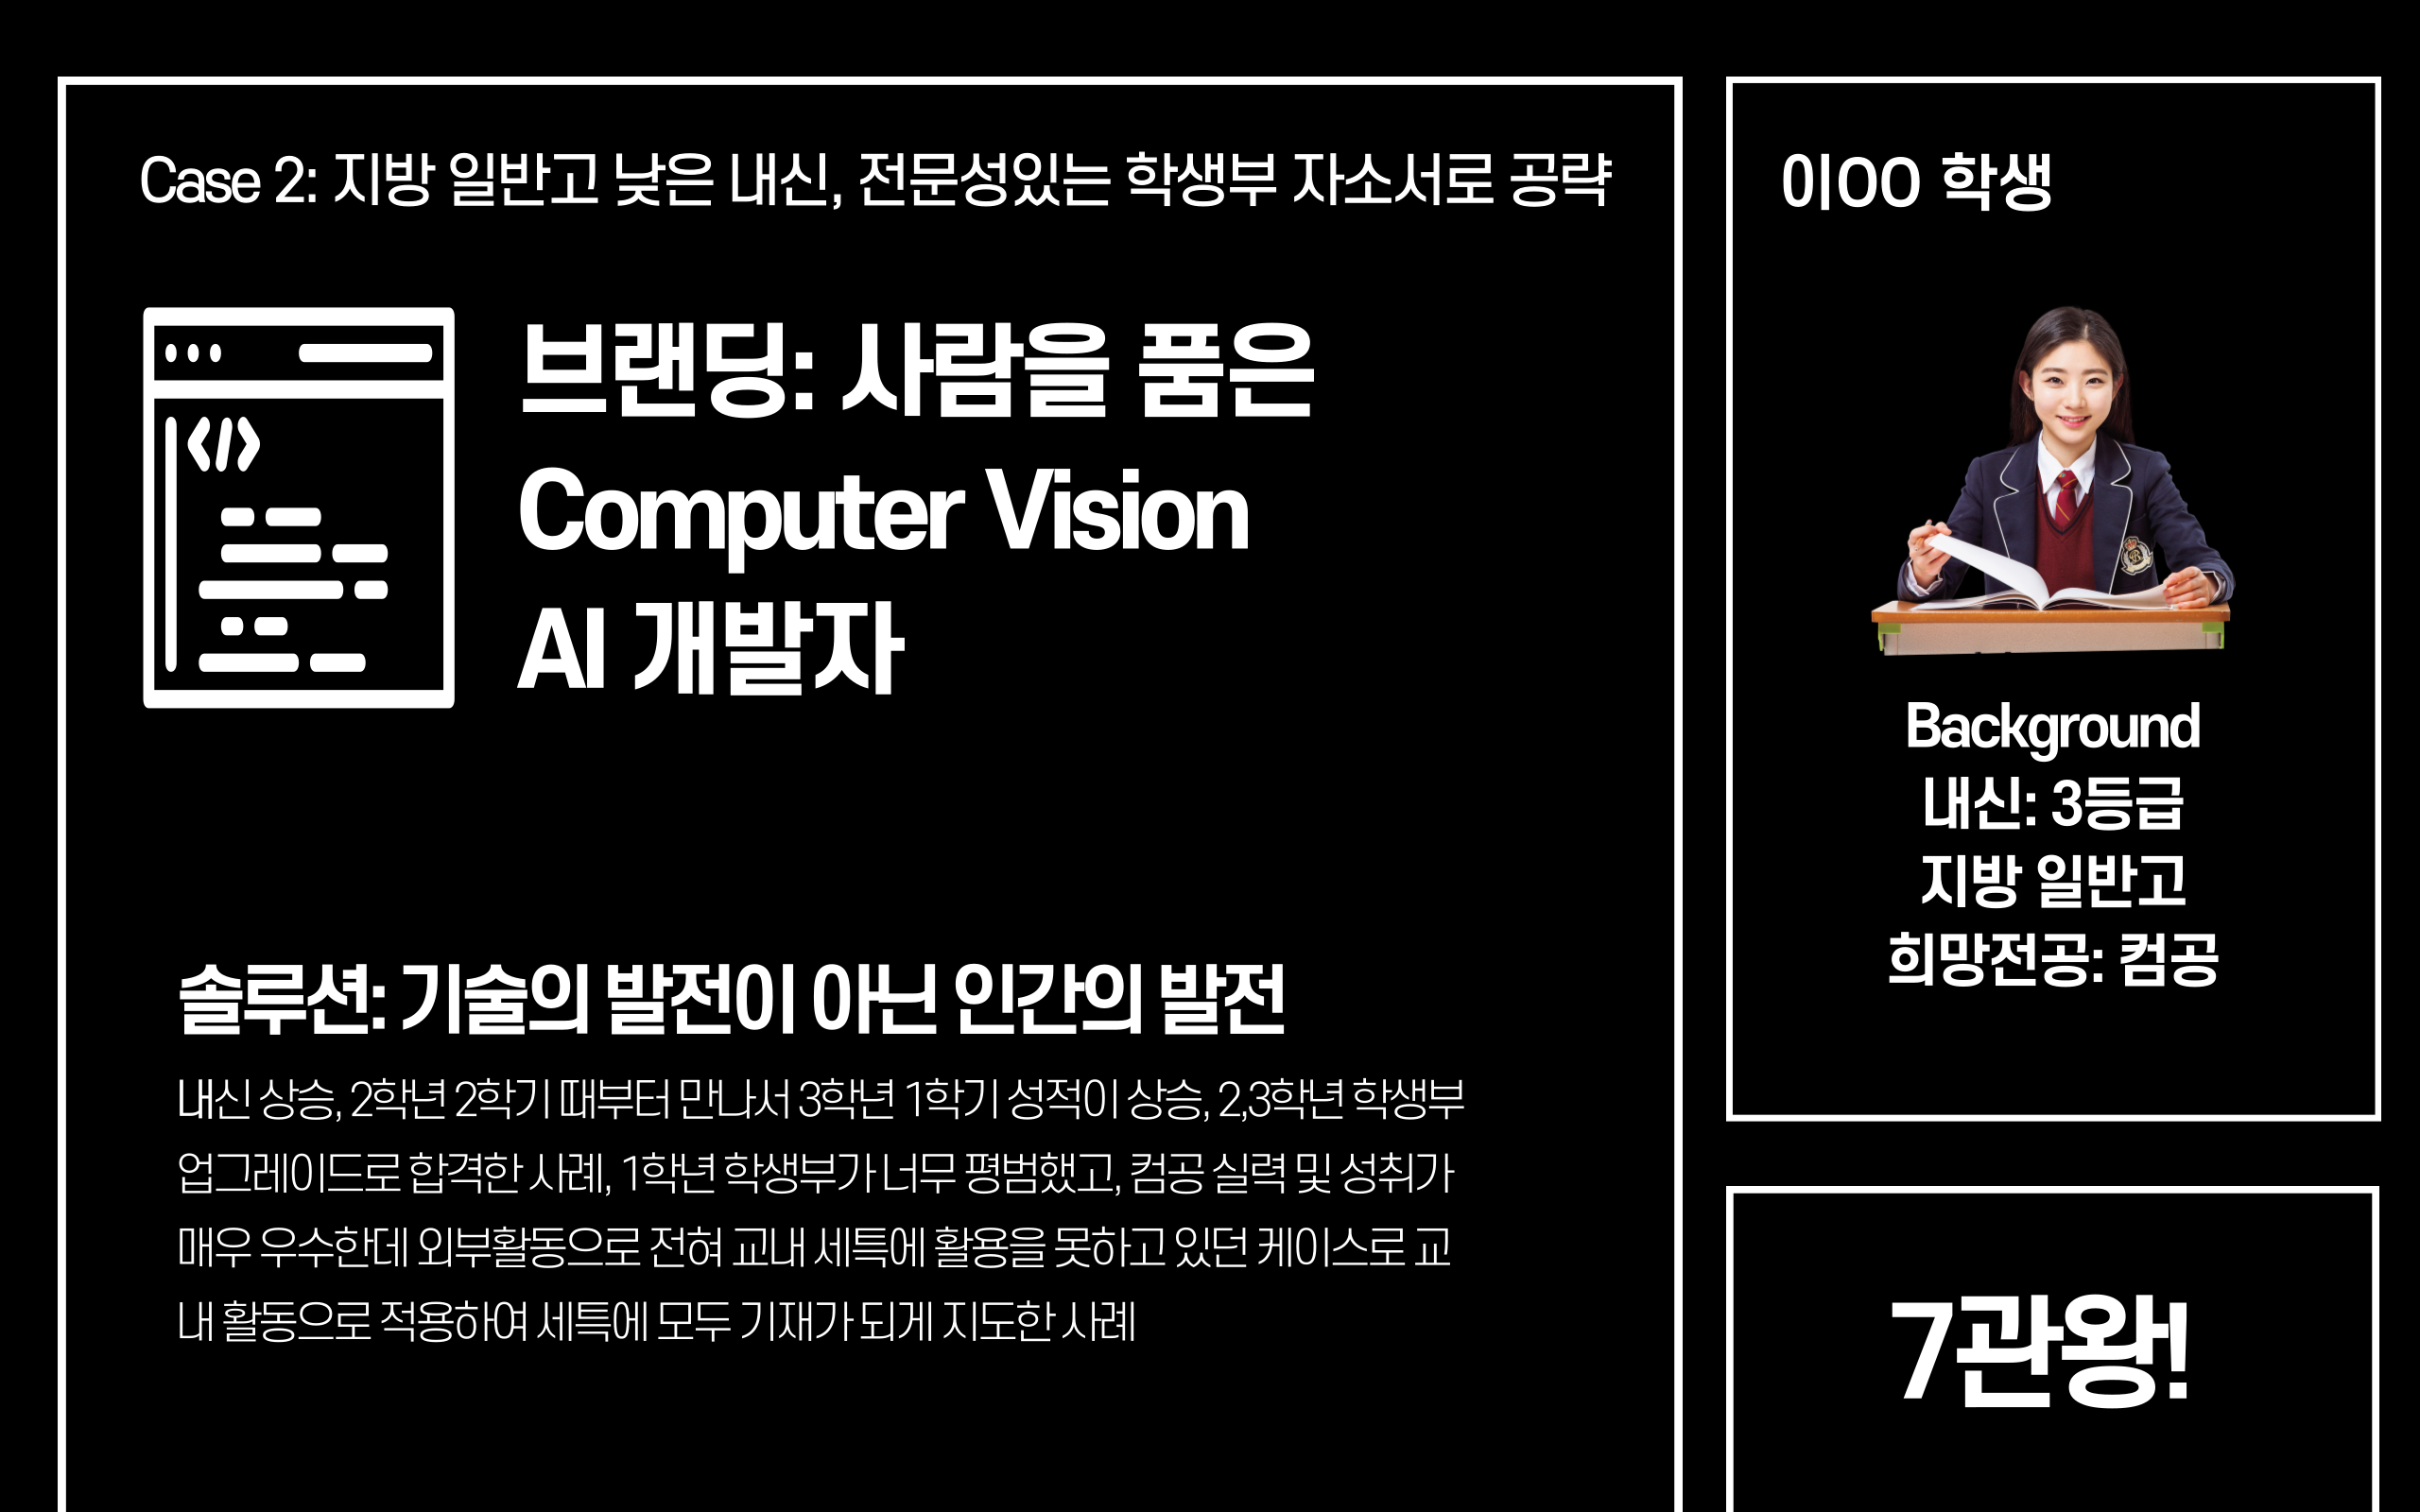 Case 2: 지방 일반고 낮은 내신, 전문성있는 학생부 자소서로 공략
</>
브랜딩: 사람을 품은
Computer Vision
AI 개발자
솔루션: 기술의 발전이 아닌 인간의 발전
내신 상승, 2학년 2학기 때부터 만나서 3학년 1학기 성적이 상승, 2,3학년 학생부
업그레이드로 합격한 사례, 1학년 학생부가 너무 평범했고, 컴공 실력 및 성취가
매우 우수한데 외부활동으로 전혀 교내 세특에 활용을 못하고 있던 케이스로 교
내 활동으로 적용하여 세특에 모두 기재가 되게 지도한 사례
이OO 학생
Background
내신: 3등급
지방 일반고
희망전공: 컴공
7관왕!